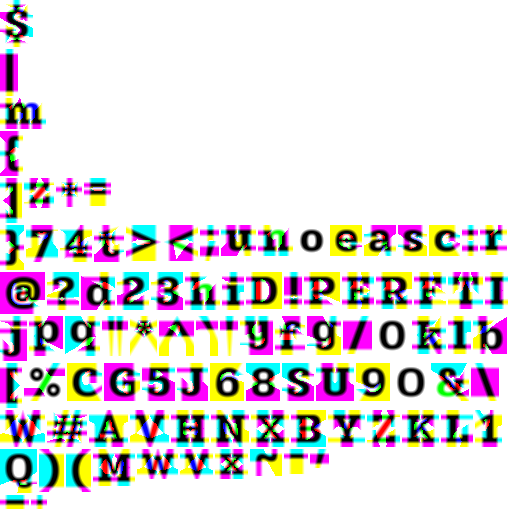 $
|
m
{
]z+=
}74t><;unoeasc:r
@?d23hiD!PERFTI
jpq"*^`'yfg/0klb
[%CG5J68SU9O&\
W#AVHNXBYZKL1
Q)(Mwvx~-,
_.